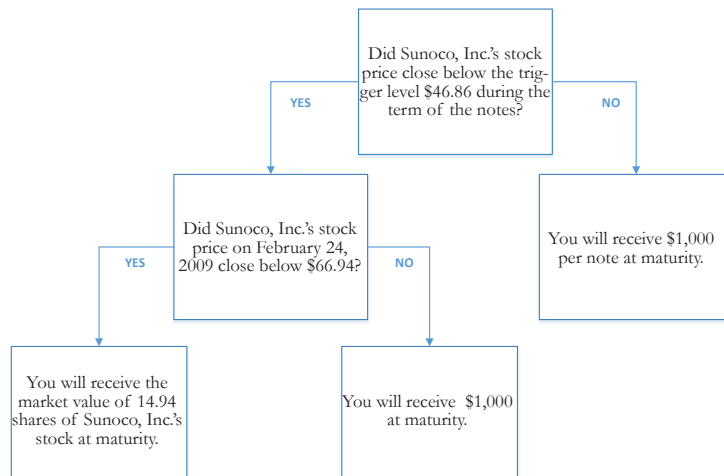 Did Sunoco, Inc.'s stock
price close below the trig-
ger level $46.86 during the
term of the notes?
YES
NO
Did Sunoco, Inc.'s stock
price on February 24,
2009 close below $66.94?
You will receive $1,000
per note at maturity.
YES
NO
You will receive the
market value of 14.94
shares of Sunoco, Inc.'s
stock at maturity.
You will receive  $1,000
at maturity.